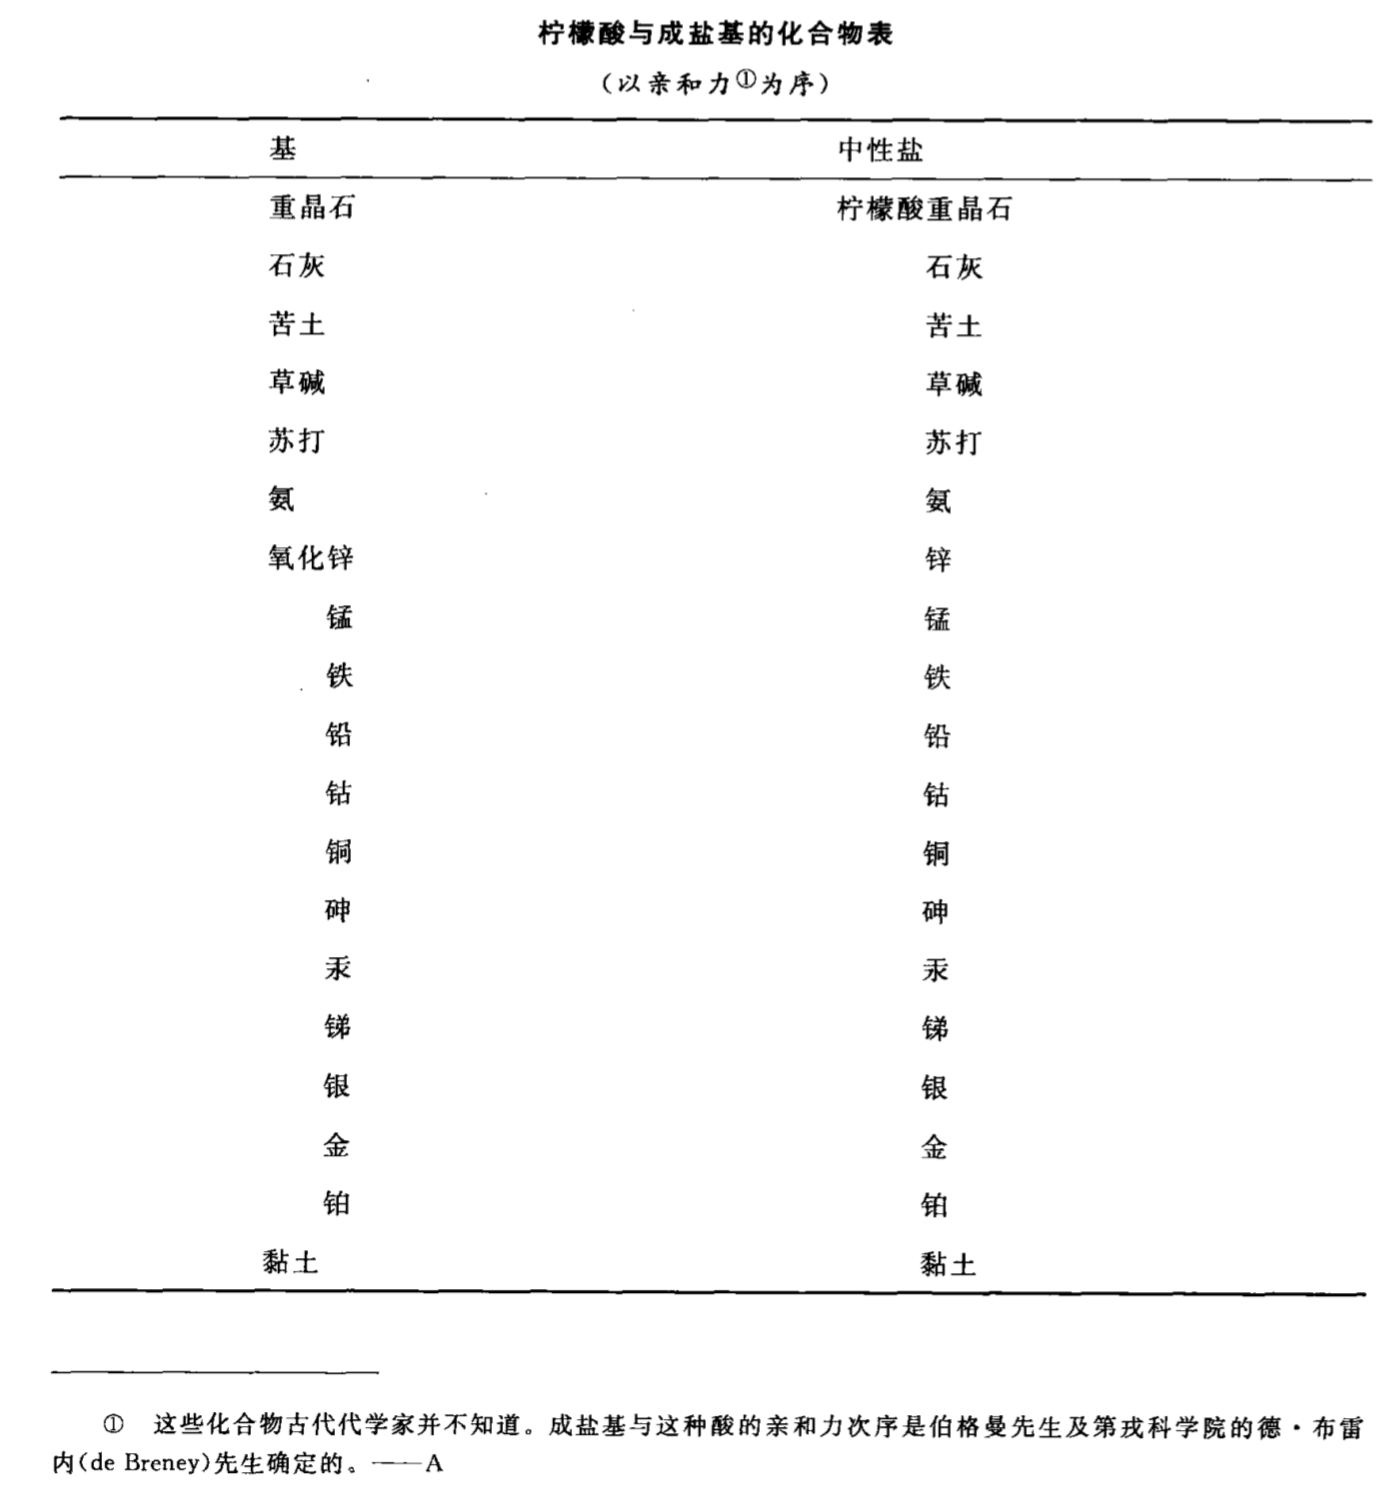 柠檬酸与成盐基的化合物表
(以亲和力①为序)
基 中性盐
重晶石 柠檬酸重晶石
石灰 石灰
苦土 苦土
草碱 草碱
苏打 苏打
氨 氨
氧化锌 锌
锰 锰
铁 铁
铅 铅
钴 钴
铜 铜
砷 砷
汞 汞
锑 锑
银 银
金 金
铂 铂
黏土 黏土
① 这些化合物古代代学家并不知道。成盐基与这种酸的亲和力次序是伯格曼先生及第戎科学院的德·布雷
内(de Breney)先生确定的。——A